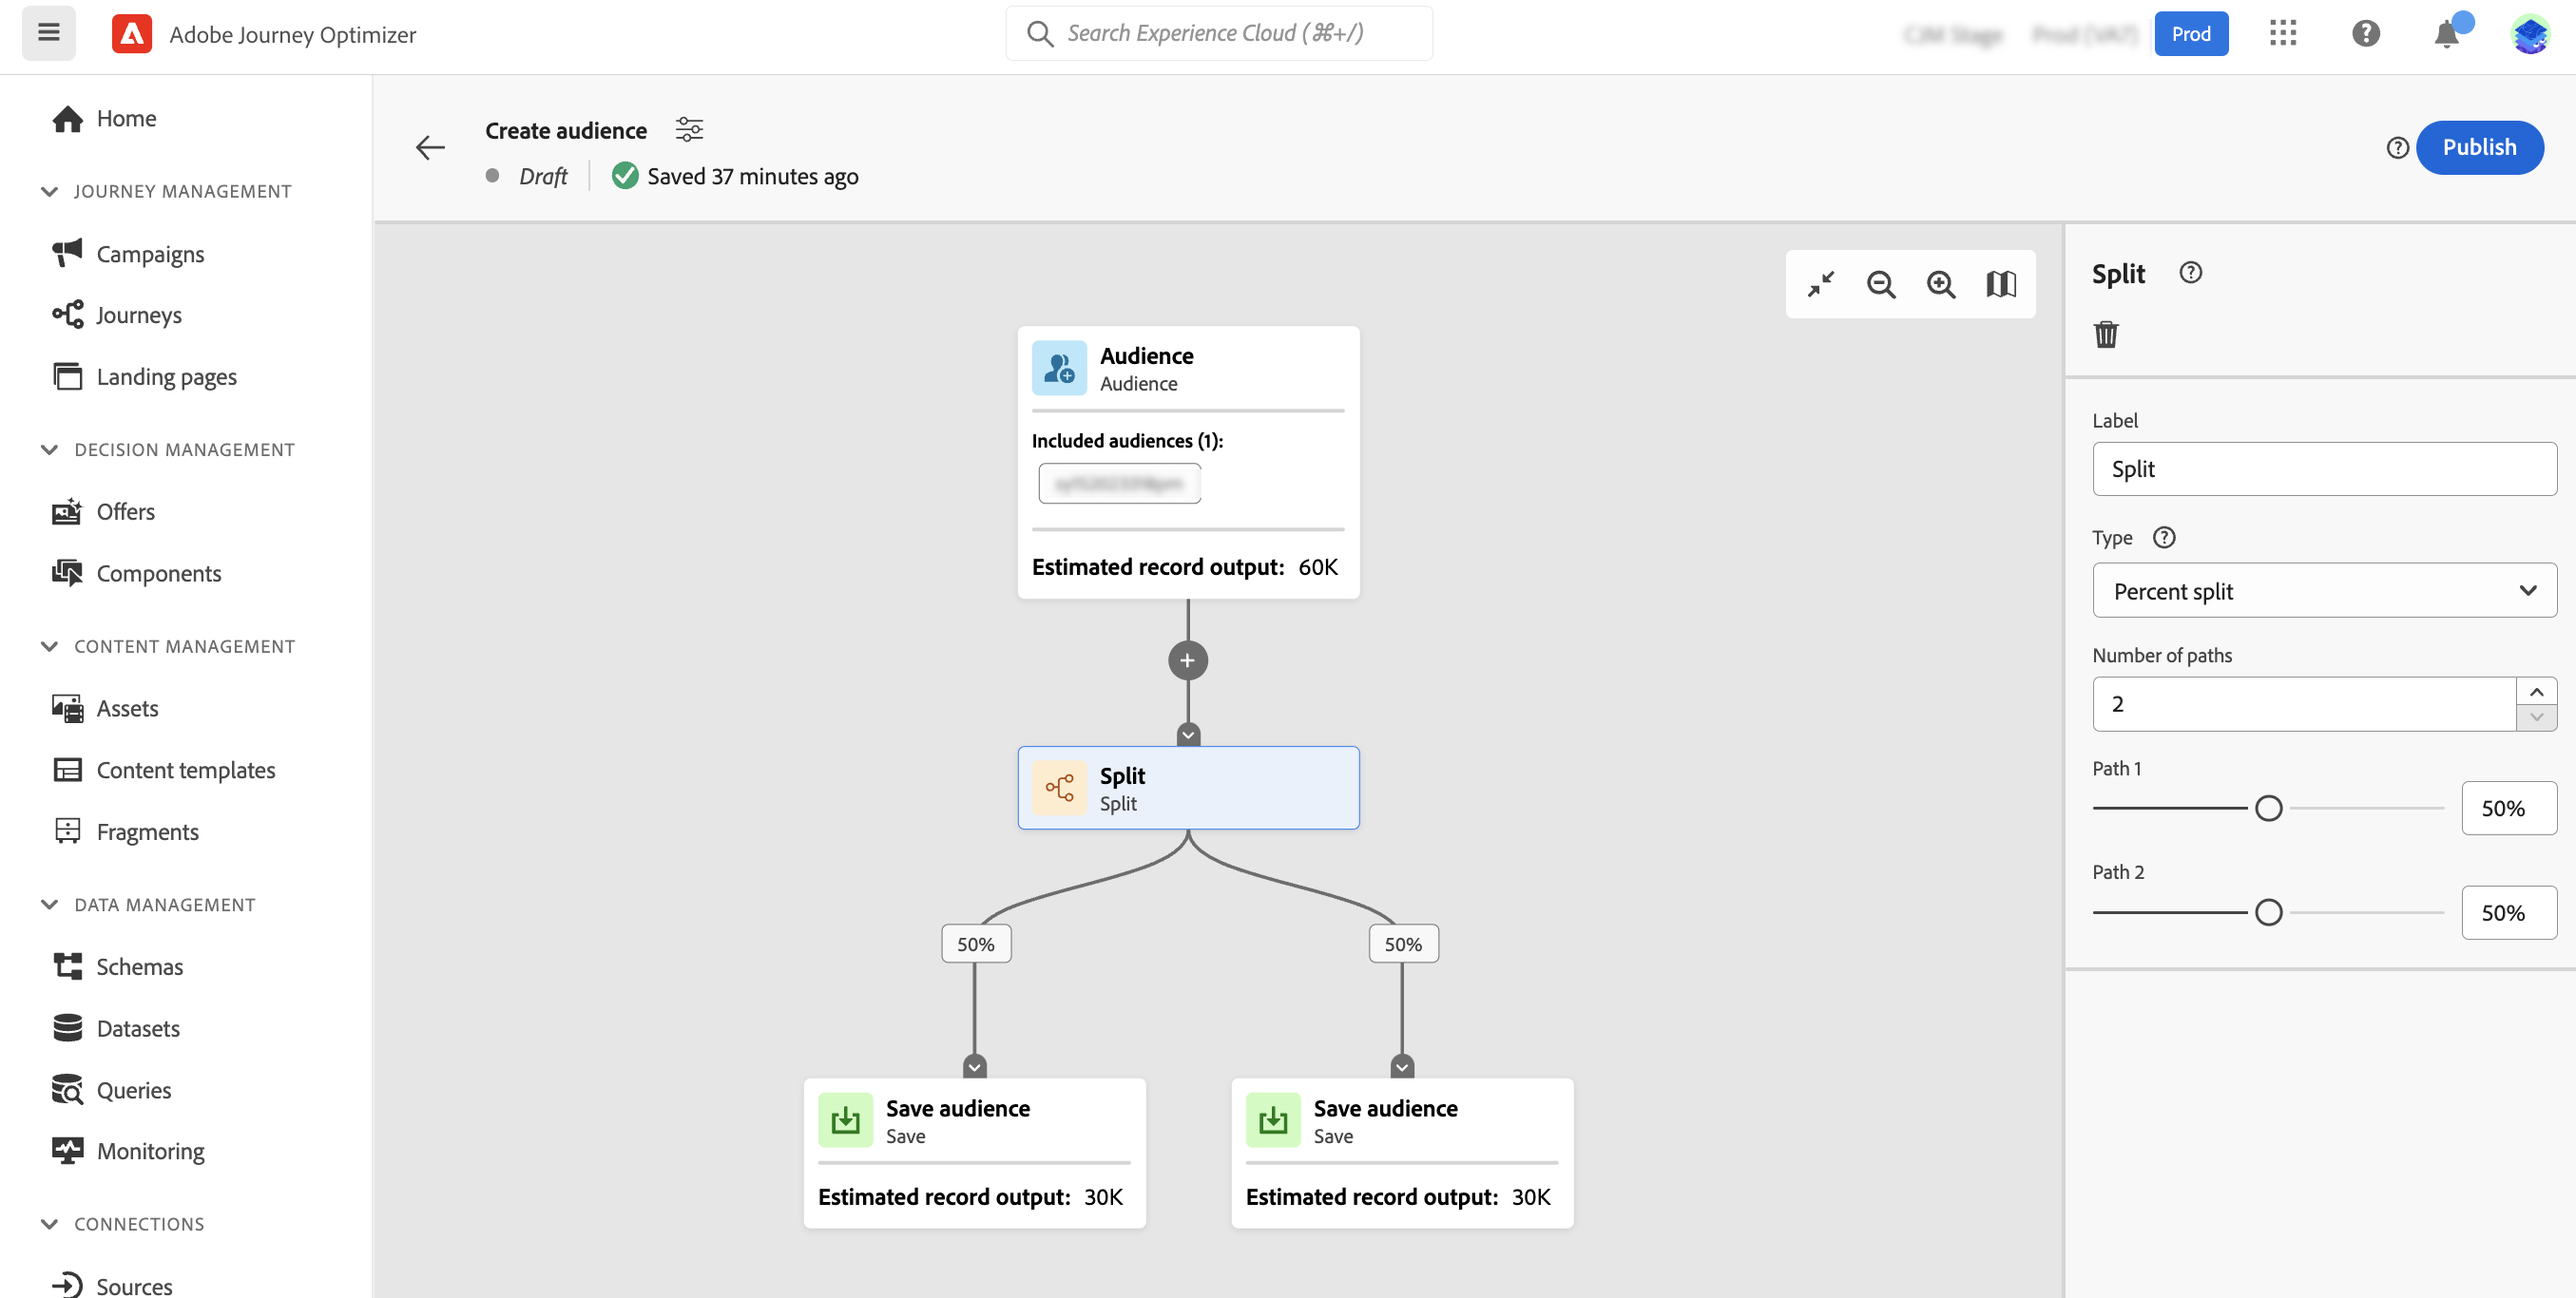 Adobe Journey Optimizer
Search Experience Cloud (⌘+/)
Prod
Home
JOURNEY MANAGEMENT
Campaigns
Journeys
Landing pages
DECISION MANAGEMENT
Offers
Components
CONTENT MANAGEMENT
Assets
Content templates
Fragments
DATA MANAGEMENT
Schemas
Datasets
Queries
Monitoring
CONNECTIONS
Sources
Create audience
Draft
Saved 37 minutes ago
Publish
Audience
Audience
Included audiences (1):
Estimated record output: 60K
Split
Split
50%
50%
Save audience
Save
Estimated record output: 30K
Save audience
Save
Estimated record output: 30K
Split
Label
Split
Type
Percent split
Number of paths
2
Path 1
50%
Path 2
50%